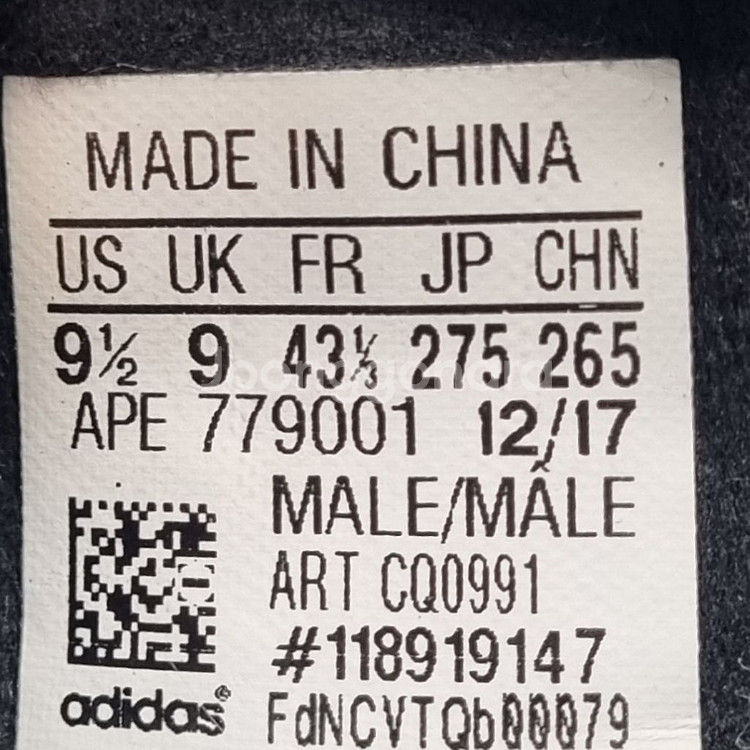 MADE IN CHINA
US UK FR JP CHN
9½ 9 43⅓ 275 265
APE 779001 12/17
MALE/MÂLE
ART CQ0991
#118919147
adidas® FdNCVTQb00079